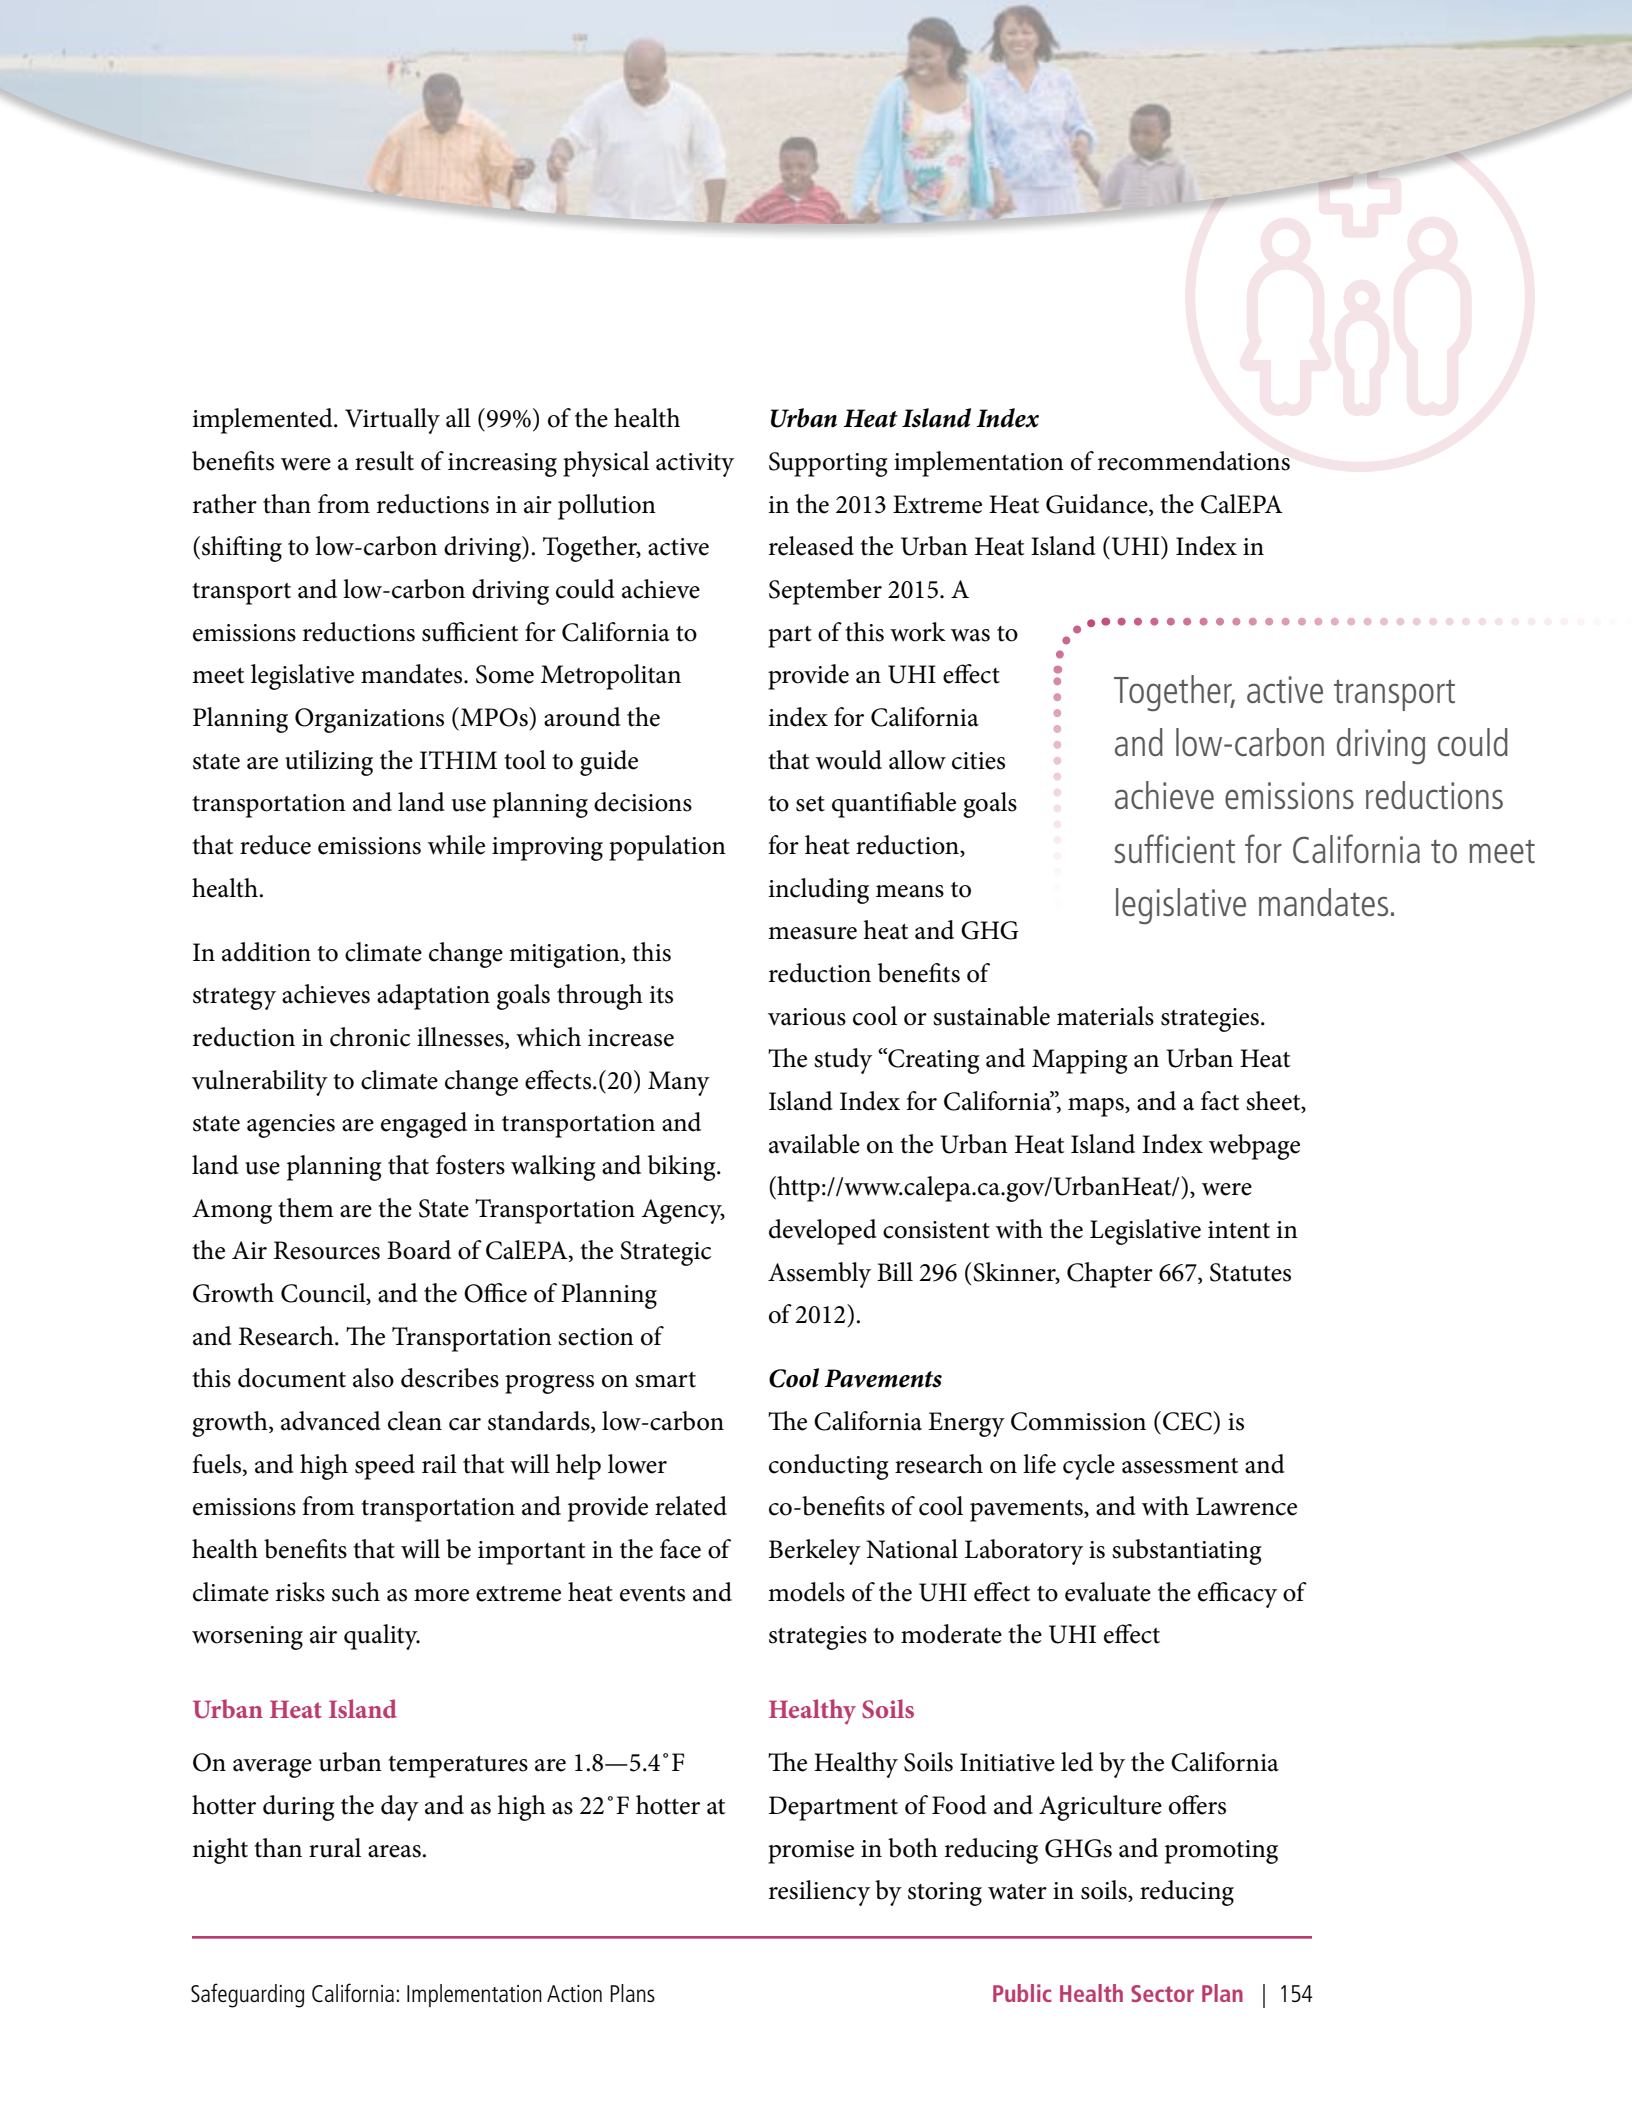 implemented. Virtually all (99%) of the health
benefits were a result of increasing physical activity
rather than from reductions in air pollution
(shifting to low-carbon driving). Together, active
transport and low-carbon driving could achieve
emissions reductions sufficient for California to
meet legislative mandates. Some Metropolitan
Planning Organizations (MPOs) around the
state are utilizing the ITHIM tool to guide
transportation and land use planning decisions
that reduce emissions while improving population
health.
In addition to climate change mitigation, this
strategy achieves adaptation goals through its
reduction in chronic illnesses, which increase
vulnerability to climate change effects.(20) Many
state agencies are engaged in transportation and
land use planning that fosters walking and biking.
Among them are the State Transportation Agency,
the Air Resources Board of CalEPA, the Strategic
Growth Council, and the Office of Planning
and Research. The Transportation section of
this document also describes progress on smart
growth, advanced clean car standards, low-carbon
fuels, and high speed rail that will help lower
emissions from transportation and provide related
health benefits that will be important in the face of
climate risks such as more extreme heat events and
worsening air quality.
Urban Heat Island
On average urban temperatures are 1.8—5.4˚F
hotter during the day and as high as 22˚F hotter at
night than rural areas.
Urban Heat Island Index
Supporting implementation of recommendations
in the 2013 Extreme Heat Guidance, the CalEPA
released the Urban Heat Island (UHI) Index in
September 2015. A
part of this work was to
provide an UHI effect
index for California
that would allow cities
to set quantifiable goals
for heat reduction,
including means to
measure heat and GHG
reduction benefits of
various cool or sustainable materials strategies.
The study “Creating and Mapping an Urban Heat
Island Index for California”, maps, and a fact sheet,
available on the Urban Heat Island Index webpage
(http://www.calepa.ca.gov/UrbanHeat/), were
developed consistent with the Legislative intent in
Assembly Bill 296 (Skinner, Chapter 667, Statutes
of 2012).
Together, active transport
and low-carbon driving could
achieve emissions reductions
sufficient for California to meet
legislative mandates.
Cool Pavements
The California Energy Commission (CEC) is
conducting research on life cycle assessment and
co-benefits of cool pavements, and with Lawrence
Berkeley National Laboratory is substantiating
models of the UHI effect to evaluate the efficacy of
strategies to moderate the UHI effect
Healthy Soils
The Healthy Soils Initiative led by the California
Department of Food and Agriculture offers
promise in both reducing GHGs and promoting
resiliency by storing water in soils, reducing
Safeguarding California: Implementation Action Plans
Public Health Sector Plan | 154